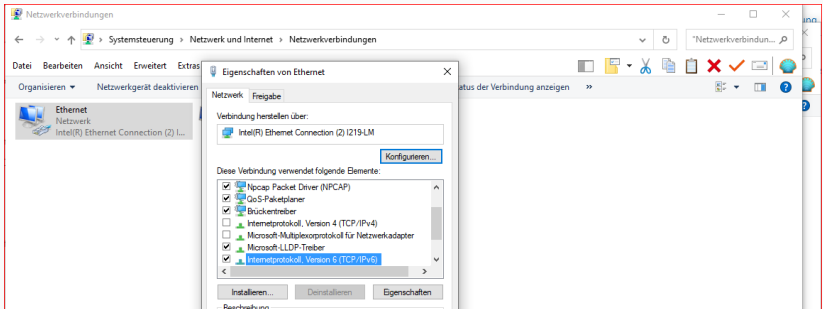 Netzwerkverbindungen
Systemsteuerung > Netzwerk und Internet > Netzwerkverbindungen
"Netzwerkverbindun...
Datei Bearbeiten Ansicht Erweitert Extras
Organisieren Netzwerkgerät deaktivieren
atus der Verbindung anzeigen »
Ethernet
Netzwerk
Intel(R) Ethernet Connection (2) I...
Eigenschaften von Ethernet
Netzwerk Freigabe
Verbindung herstellen über:
Intel(R) Ethernet Connection (2) I219-LM
Konfigurieren...
Diese Verbindung verwendet folgende Elemente:
Npcap Packet Driver (NPCAP)
QoS-Paketplaner
Brückentreiber
Internetprotokoll, Version 4 (TCP/IPv4)
Microsoft-Multiplexorprotokoll für Netzwerkadapter
Microsoft-LLDP-Treiber
Internetprotokoll, Version 6 (TCP/IPv6)
Installieren... Deinstallieren Eigenschaften
Beschreibung